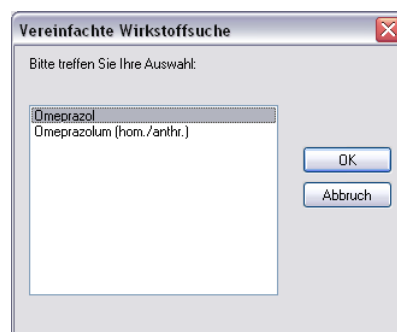 Vereinfachte Wirkstoffsuche
Bitte treffen Sie Ihre Auswahl:
Omeprazol
Omeprazolum (hom./anthr.)
OK
Abbruch